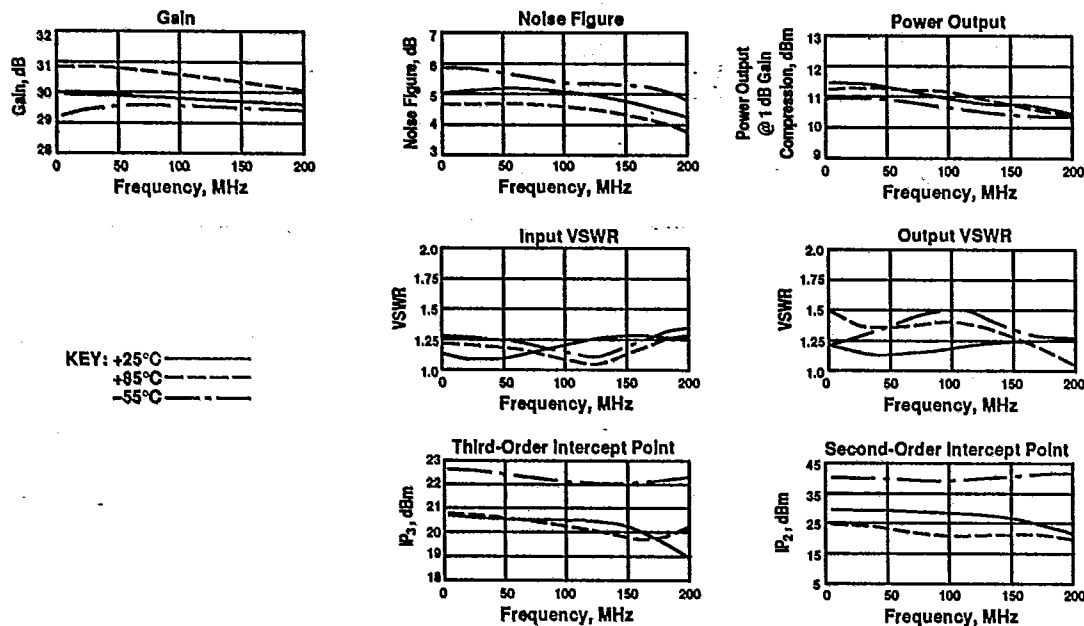 Gain
32
31
30
29
28
Gain, dB
0 50 100 150 200
Frequency, MHz
Noise Figure
7
6
5
4
3
Noise Figure, dB
0 50 100 150 200
Frequency, MHz
Power Output
13
12
11
10
9
Power Output
@ 1 dB Gain
Compression, dBm
0 50 100 150 200
Frequency, MHz
Input VSWR
2.0
1.75
1.5
1.25
1.0
VSWR
0 50 100 150 200
Frequency, MHz
Output VSWR
2.0
1.75
1.5
1.25
1.0
VSWR
0 50 100 150 200
Frequency, MHz
KEY: +25°C
+85°C
-55°C
Third-Order Intercept Point
23
22
21
20
19
18
IP3, dBm
0 50 100 150 200
Frequency, MHz
Second-Order Intercept Point
45
35
25
15
5
IP2, dBm
0 50 100 150 200
Frequency, MHz